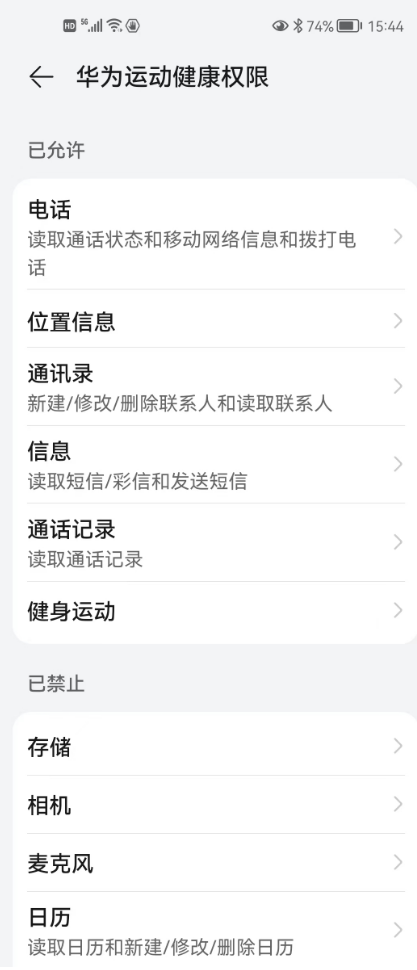 HD 5G 74% 15:44
华为运动健康权限
已允许
电话
读取通话状态和移动网络信息和拨打电
话
位置信息
通讯录
新建/修改/删除联系人和读取联系人
信息
读取短信/彩信和发送短信
通话记录
读取通话记录
健身运动
已禁止
存储
相机
麦克风
日历
读取日历和新建/修改/删除日历